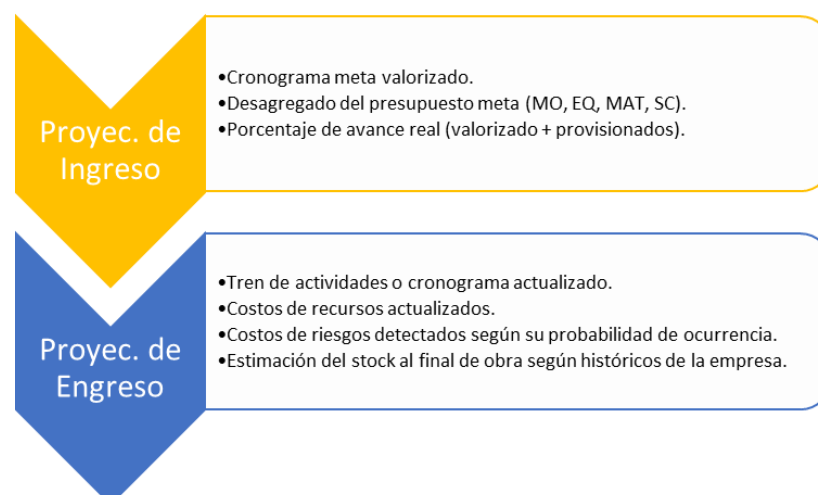 Proyec. de
Ingreso
•Cronograma meta valorizado.
•Desagregado del presupuesto meta (MO, EQ, MAT, SC).
•Porcentaje de avance real (valorizado + provisionados).
Proyec. de
Engreso
•Tren de actividades o cronograma actualizado.
•Costos de recursos actualizados.
•Costos de riesgos detectados según su probabilidad de ocurrencia.
•Estimación del stock al final de obra según históricos de la empresa.